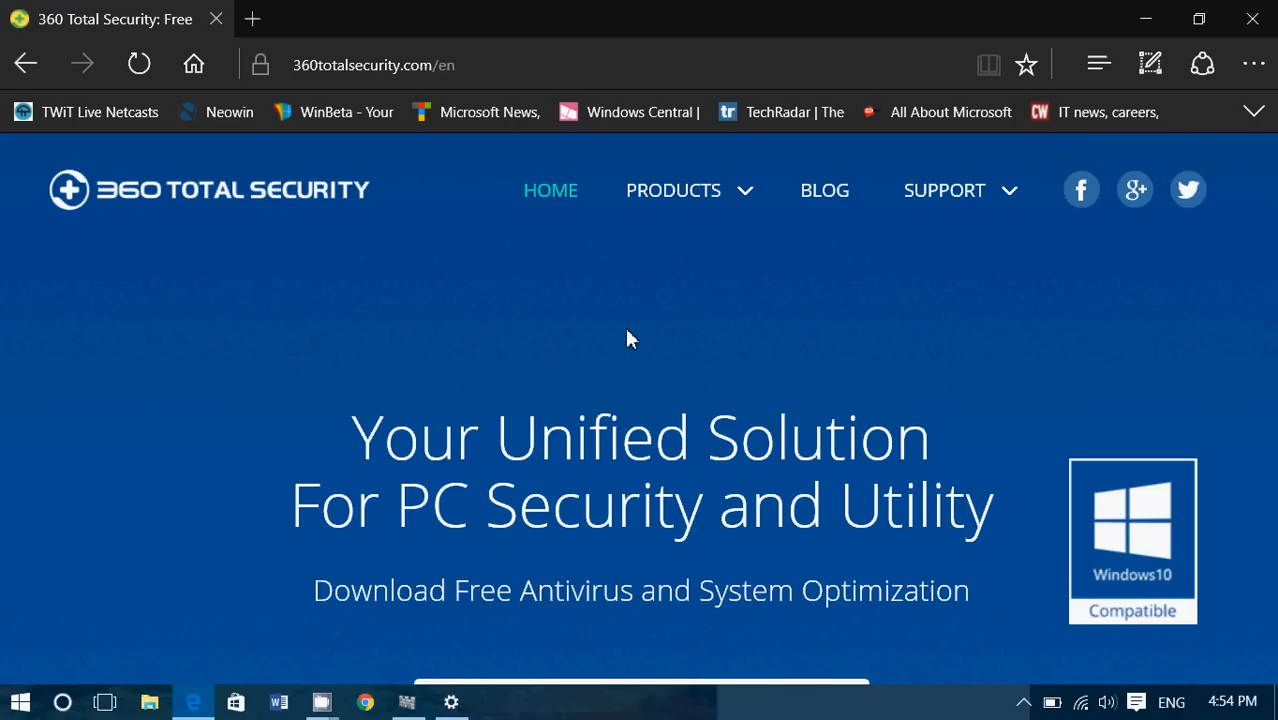 360 Total Security: Free
360totalsecurity.com/en
TWiT Live Netcasts Neowin WinBeta - Your Microsoft News, Windows Central | TechRadar | The All About Microsoft CW IT news, careers,
360 TOTAL SECURITY HOME PRODUCTS BLOG SUPPORT
Your Unified Solution
For PC Security and Utility
Download Free Antivirus and System Optimization
Windows10
Compatible
ENG 4:54 PM